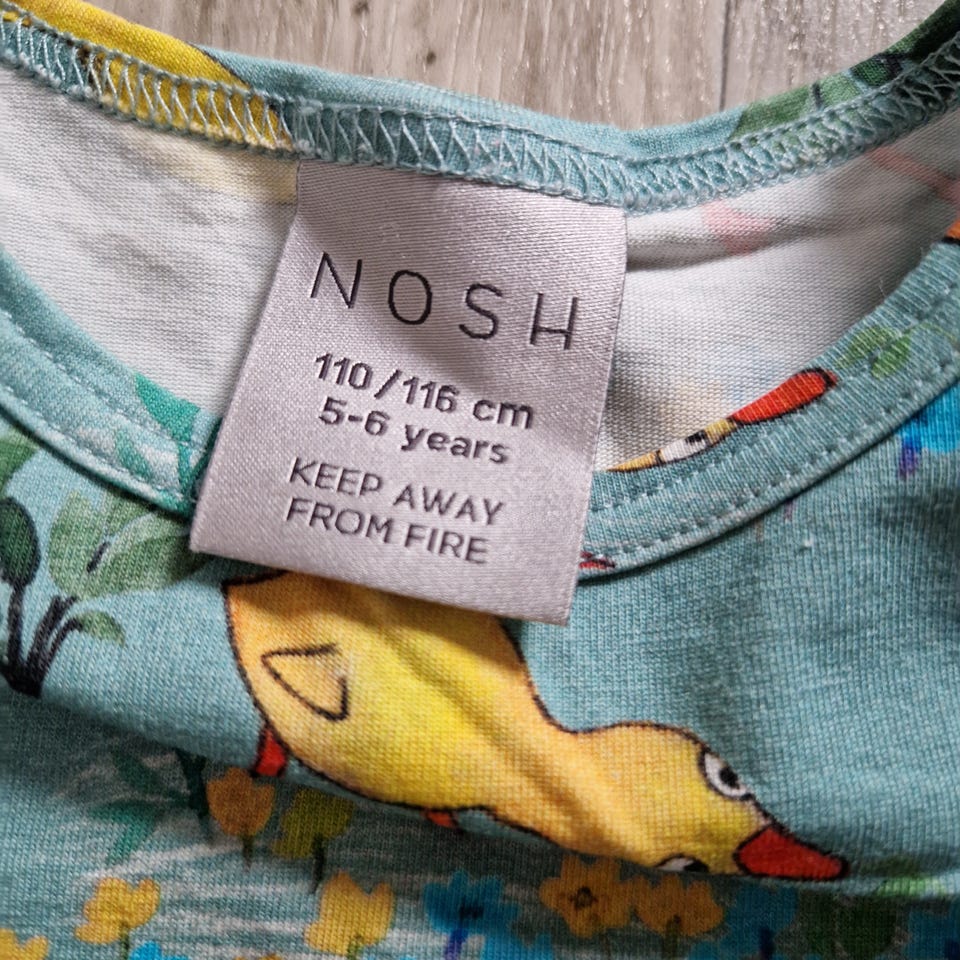 NOSH
110/116 cm
5-6 years
KEEP AWAY
FROM FIRE